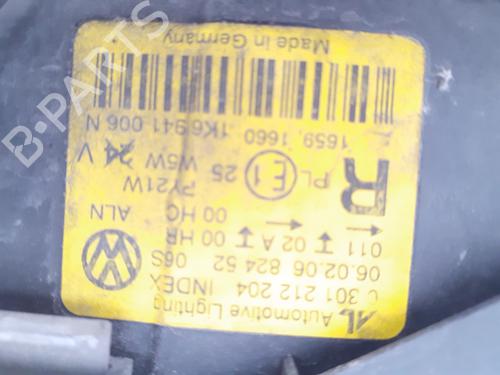 AL Automotive Lighting
0 301 212 204 INDEX
06.02.06 824 52 06S
011 02 A 00 HR
00 HC ALN
PY21W
R PL E1 25 W5W 24 V
1659. 1660 1K6 941 006 N
Made in Germany
B-PARTS